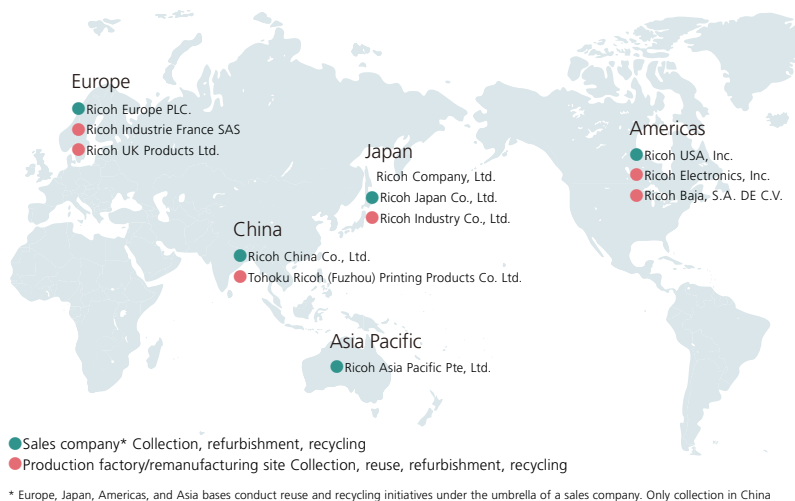 Europe
Ricoh Europe PLC.
Ricoh Industrie France SAS
Ricoh UK Products Ltd.
Japan
Ricoh Company, Ltd.
Ricoh Japan Co., Ltd.
Ricoh Industry Co., Ltd.
Americas
Ricoh USA, Inc.
Ricoh Electronics, Inc.
Ricoh Baja, S.A. DE C.V.
China
Ricoh China Co., Ltd.
Tohoku Ricoh (Fuzhou) Printing Products Co. Ltd.
Asia Pacific
Ricoh Asia Pacific Pte, Ltd.
Sales company* Collection, refurbishment, recycling
Production factory/remanufacturing site Collection, reuse, refurbishment, recycling
* Europe, Japan, Americas, and Asia bases conduct reuse and recycling initiatives under the umbrella of a sales company. Only collection in China